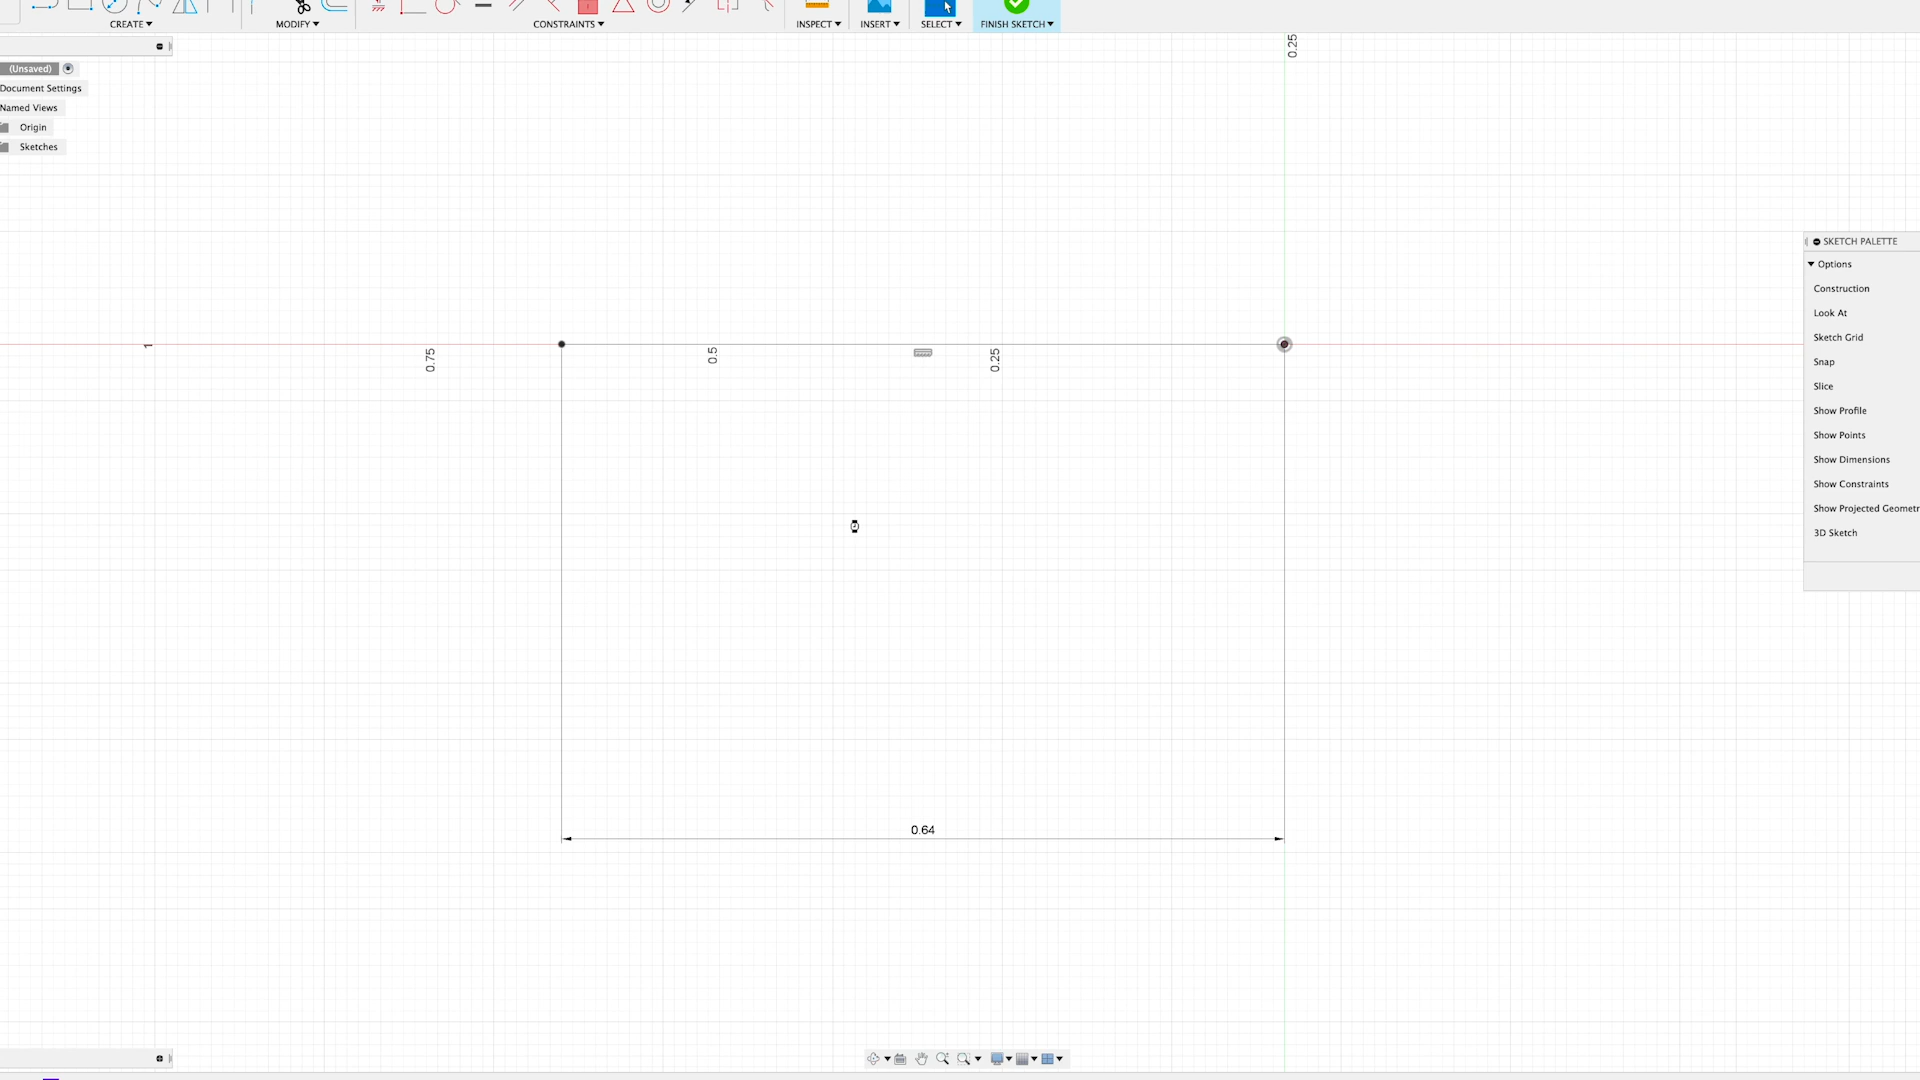 CREATE
MODIFY
CONSTRAINTS
INSPECT
INSERT
SELECT
FINISH SKETCH
(Unsaved)
Document Settings
Named Views
Origin
Sketches
0.25
1
0.75
0.5
0.25
0.64
SKETCH PALETTE
Options
Construction
Look At
Sketch Grid
Snap
Slice
Show Profile
Show Points
Show Dimensions
Show Constraints
Show Projected Geometr
3D Sketch